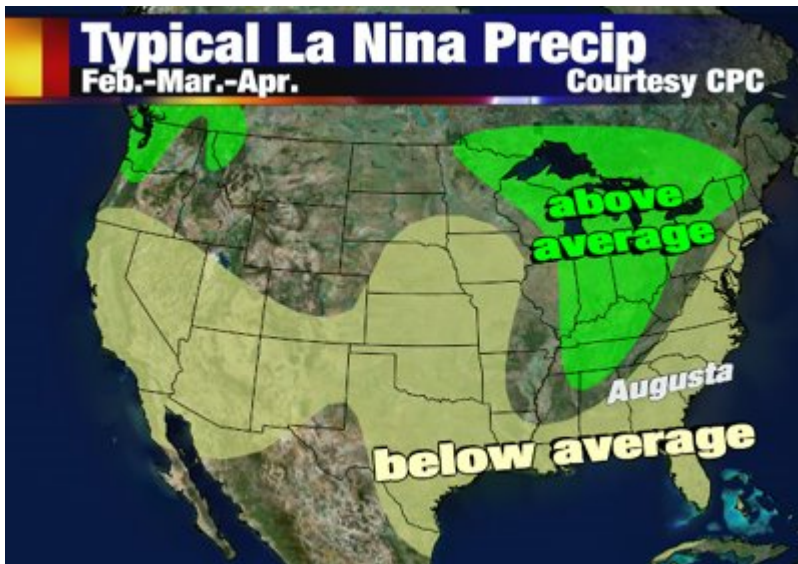 Typical La Nina Precip
Feb.-Mar.-Apr. Courtesy CPC
above
average
Augusta
below average